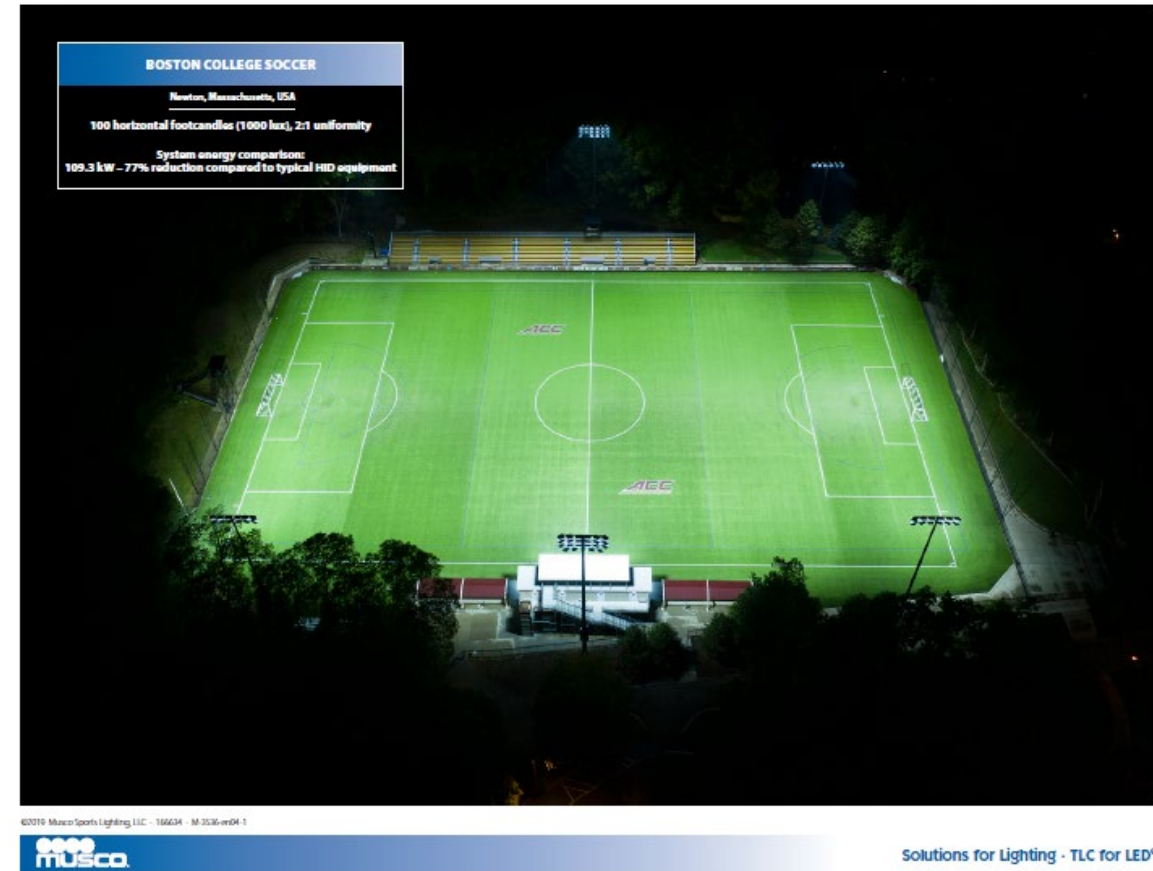 BOSTON COLLEGE SOCCER
Newton, Massachusetts, USA
100 horizontal footcandles (1000 lux), 2:1 uniformity
System energy comparison:
109.3 kW – 77% reduction compared to typical HID equipment
ACC
ACC
©2019 Musco Sports Lighting, LLC · 166634 · M-3536-en04-1
musco.
Solutions for Lighting · TLC for LED®